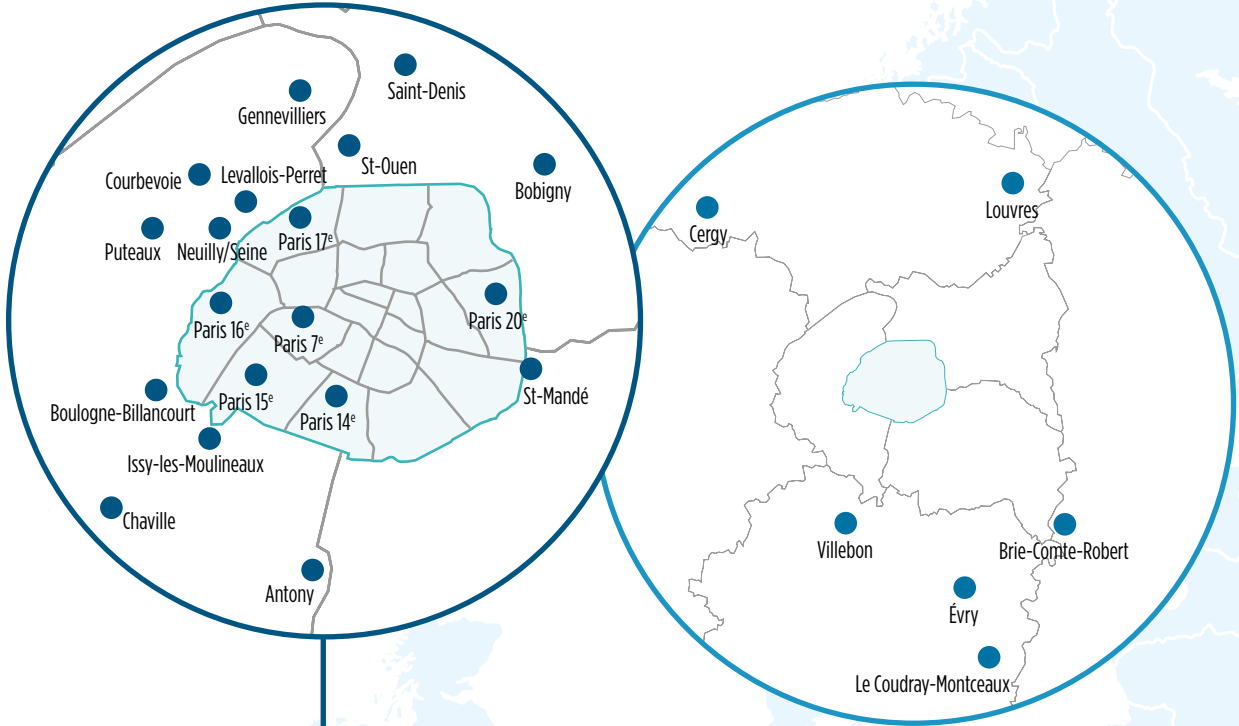 Saint-Denis
Gennevilliers
St-Ouen
Bobigny
Courbevoie
Levallois-Perret
Puteaux
Neuilly/Seine
Paris 17e
Paris 16e
Paris 7e
Paris 20e
Paris 15e
Paris 14e
St-Mandé
Boulogne-Billancourt
Issy-les-Moulineaux
Chaville
Antony
Louvres
Cergy
Villebon
Brie-Comte-Robert
Évry
Le Coudray-Montceaux